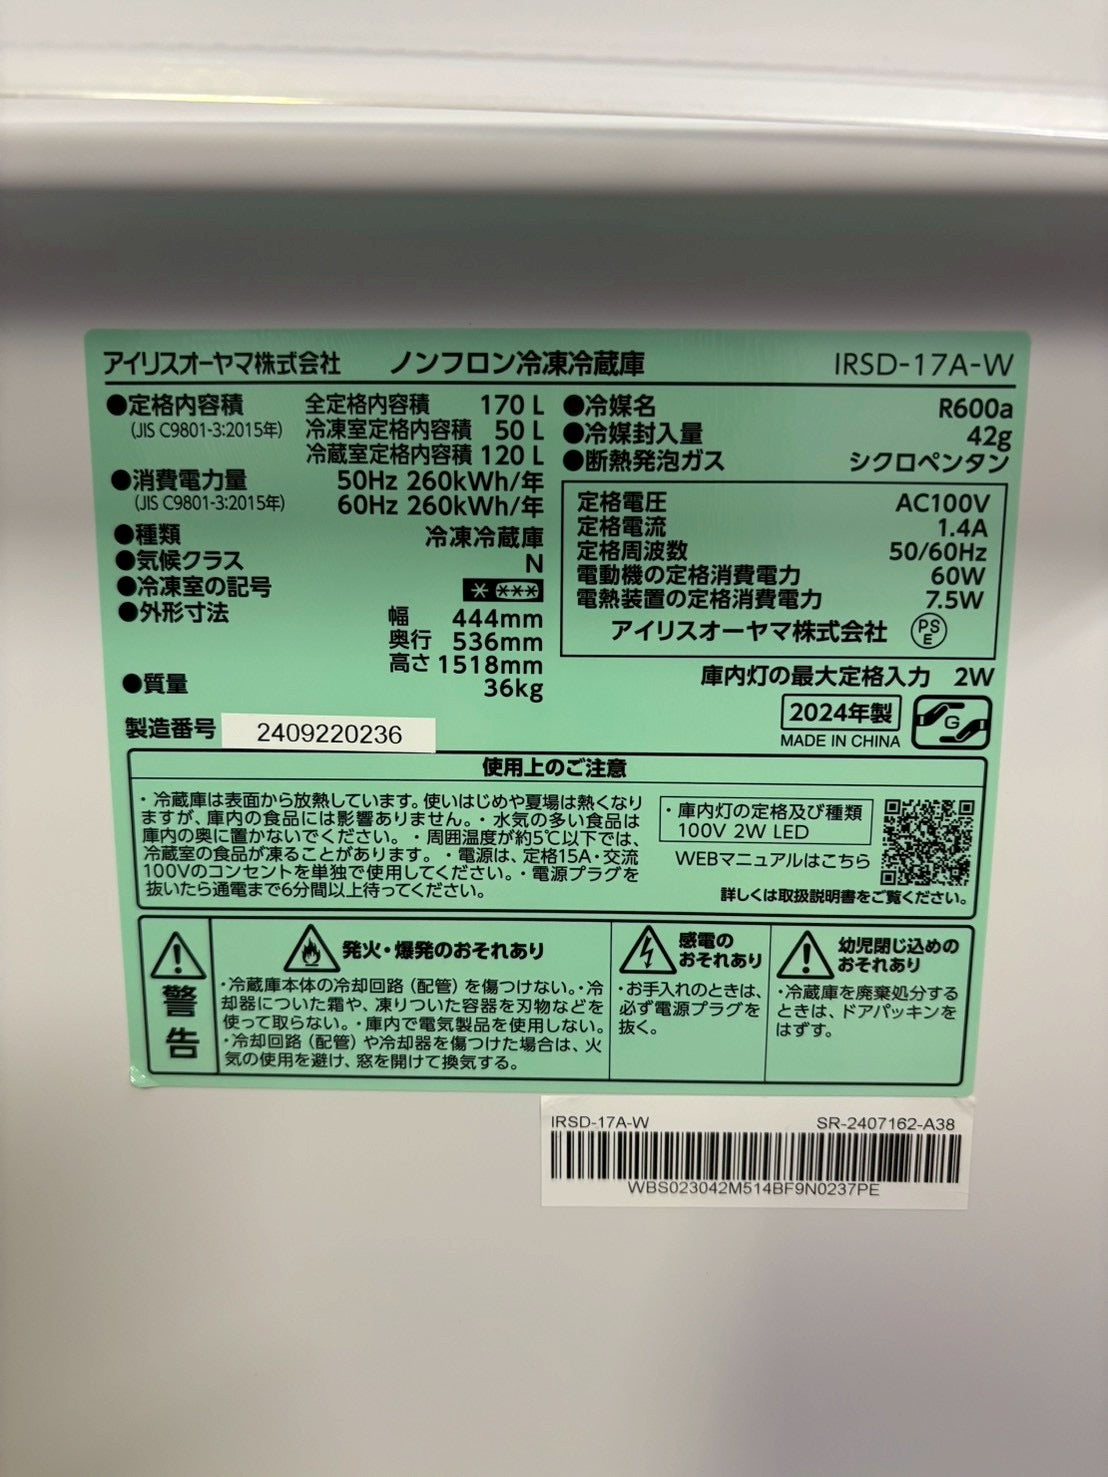 アイリスオーヤマ株式会社 ノンフロン冷凍冷蔵庫 IRSD-17A-W
●定格内容積 全定格内容積 170 L
(JIS C9801-3:2015年) 冷凍室定格内容積 50 L
冷蔵室定格内容積 120 L
●消費電力量 50Hz 260kWh/年
(JIS C9801-3:2015年) 60Hz 260kWh/年
●種類 冷凍冷蔵庫
●気候クラス N
●冷凍室の記号
●外形寸法 幅 444mm
奥行 536mm
高さ 1518mm
●質量 36kg
製造番号 2409220236
●冷媒名 R600a
●冷媒封入量 42g
●断熱発泡ガス シクロペンタン
定格電圧 AC100V
定格電流 1.4A
定格周波数 50/60Hz
電動機の定格消費電力 60W
電熱装置の定格消費電力 7.5W
アイリスオーヤマ株式会社 PSE
庫内灯の最大定格入力 2W
2024年製
MADE IN CHINA
G
使用上のご注意
・冷蔵庫は表面から放熱しています。使いはじめや夏場は熱くなり
ますが、庫内の食品には影響ありません。・水気の多い食品は
庫内の奥に置かないでください。・周囲温度が約5℃以下では、
冷蔵室の食品が凍ることがあります。・電源は、定格15A・交流
100Vのコンセントを単独で使用してください。・電源プラグを
抜いたら通電まで6分間以上待ってください。
・庫内灯の定格及び種類
100V 2W LED
WEBマニュアルはこちら
詳しくは取扱説明書をご覧ください。
警告
発火・爆発のおそれあり
・冷蔵庫本体の冷却回路(配管)を傷つけない。・冷
却器についた霜や、凍りついた容器を刃物などを
使って取らない。・庫内で電気製品を使用しない。
・冷却回路(配管)や冷却器を傷つけた場合は、火
気の使用を避け、窓を開けて換気する。
感電の
おそれあり
・お手入れのときは、
必ず電源プラグを
抜く。
幼児閉じ込めの
おそれあり
・冷蔵庫を廃棄処分する
ときは、ドアパッキンを
はずす。
IRSD-17A-W SR-2407162-A38
WBS023042M514BF9N0237PE